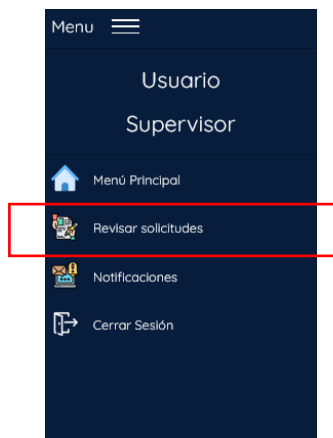 Menu
Usuario
Supervisor
Menú Principal
Revisar solicitudes
Notificaciones
Cerrar Sesión